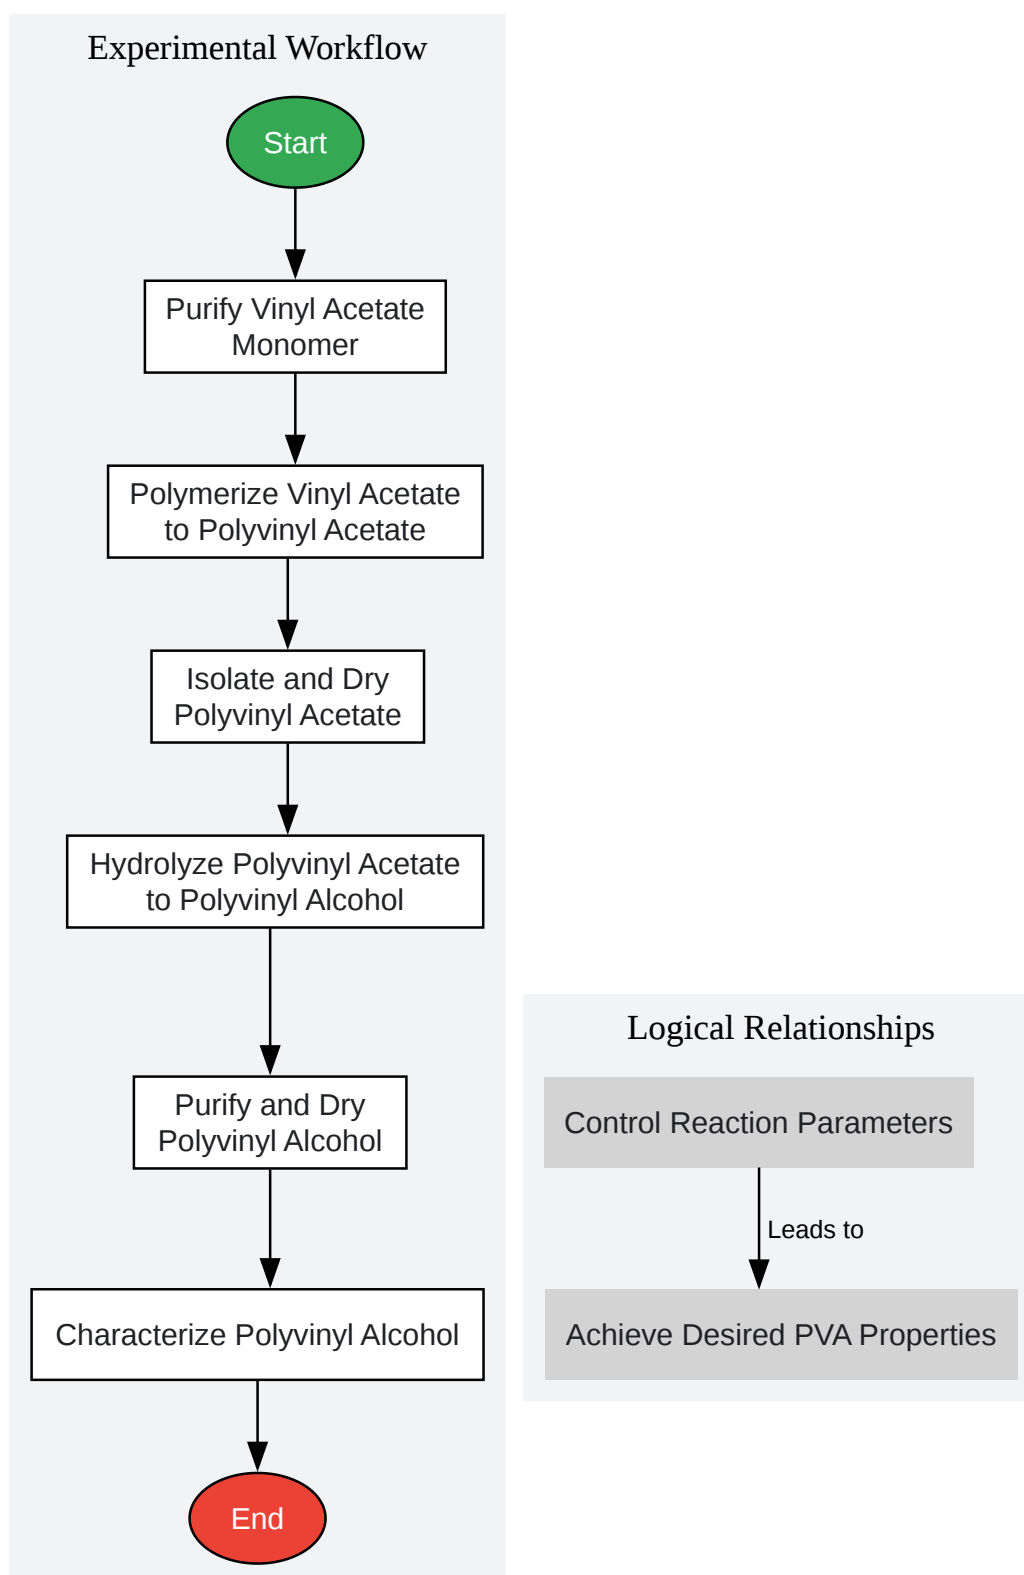 Experimental Workflow
Start
Purify Vinyl Acetate
Monomer
Polymerize Vinyl Acetate
to Polyvinyl Acetate
Isolate and Dry
Polyvinyl Acetate
Hydrolyze Polyvinyl Acetate
to Polyvinyl Alcohol
Purify and Dry
Polyvinyl Alcohol
Characterize Polyvinyl Alcohol
End
Logical Relationships
Control Reaction Parameters
Leads to
Achieve Desired PVA Properties